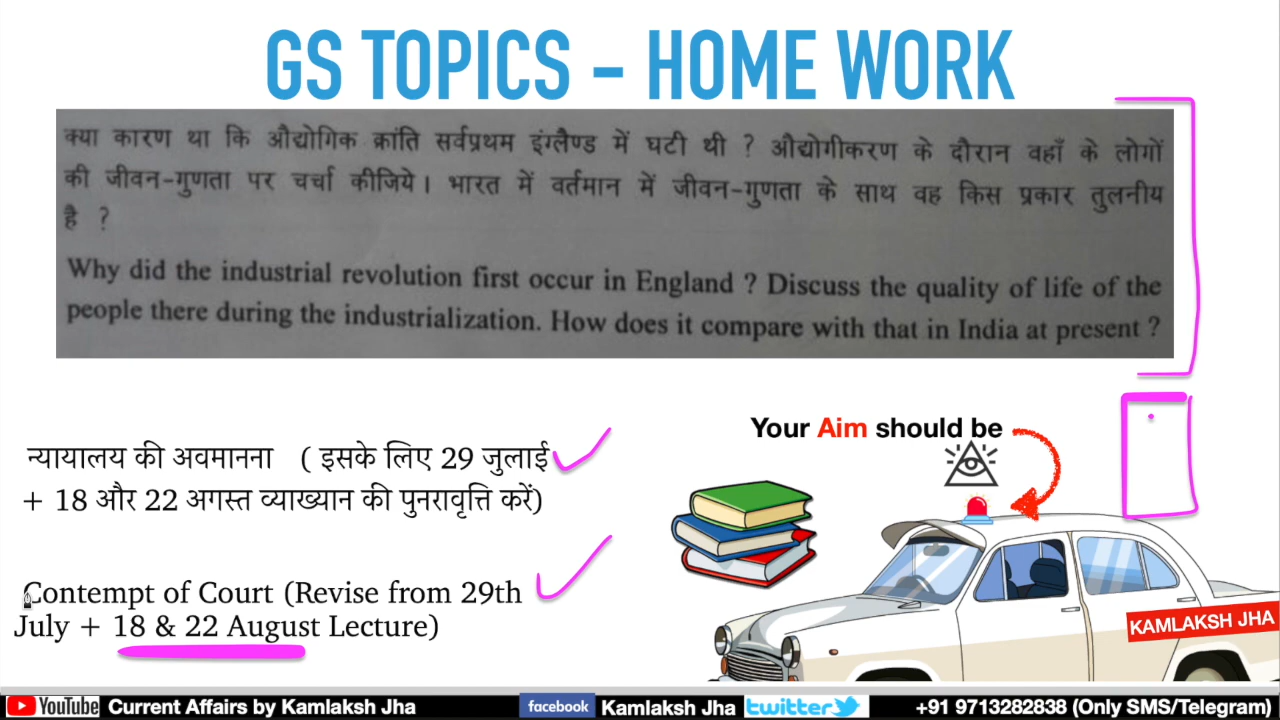 GS TOPICS - HOME WORK
क्या कारण था कि औद्योगिक क्रांति सर्वप्रथम इंग्लैण्ड में घटी थी ? औद्योगीकरण के दौरान वहाँ के लोगों
की जीवन-गुणता पर चर्चा कीजिये । भारत में वर्तमान में जीवन-गुणता के साथ वह किस प्रकार तुलनीय
है ?
Why did the industrial revolution first occur in England ? Discuss the quality of life of the
people there during the industrialization. How does it compare with that in India at present ?
Your Aim should be
न्यायालय की अवमानना ( इसके लिए 29 जुलाई
+ 18 और 22 अगस्त व्याख्यान की पुनरावृत्ति करें)
Contempt of Court (Revise from 29th
July + 18 & 22 August Lecture)
KAMLAKSH JHA
YouTube Current Affairs by Kamlaksh Jha facebook Kamlaksh Jha twitter +91 9713282838 (Only SMS/Telegram)